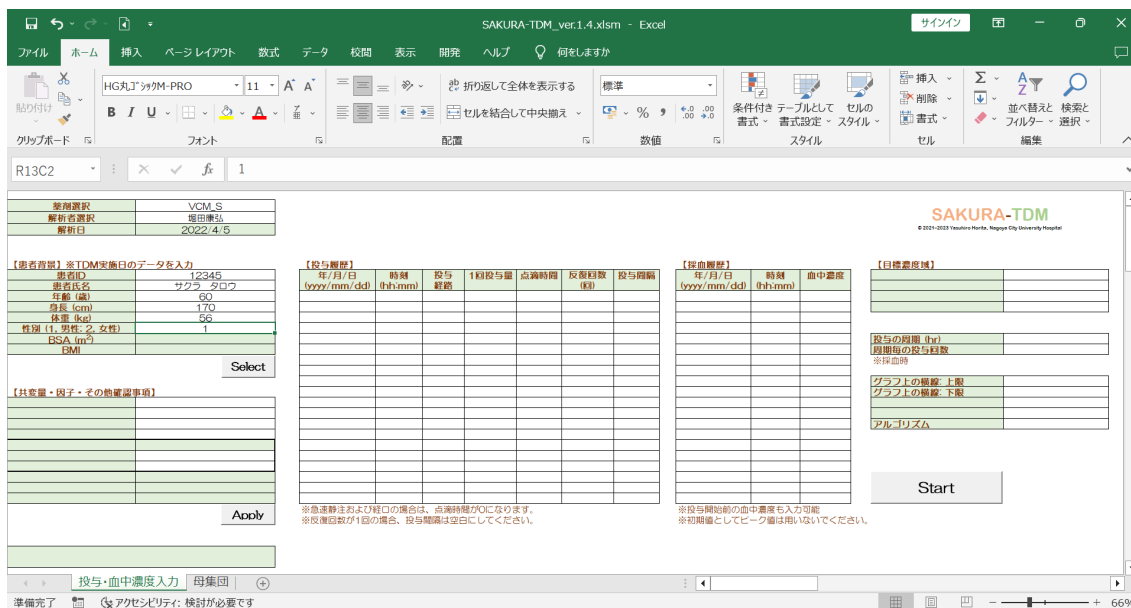 SAKURA-TDM_ver.1.4.xlsm - Excel
サインイン
ファイル ホーム 挿入 ページ レイアウト 数式 データ 校閲 表示 開発 ヘルプ 何をしますか
貼り付け
HG丸ｺﾞｼｯｸM-PRO 11
B I U
折り返して全体を表示する
セルを結合して中央揃え
標準
条件付き書式 テーブルとして書式設定 セルのスタイル
挿入
削除
書式
並べ替えとフィルター 検索と選択
クリップボード フォント 配置 数値 スタイル セル 編集
R13C2 fx 1
薬剤選択 VCM_S
解析者選択 堀田康弘
解析日 2022/4/5
SAKURA-TDM
© 2021-2023 Yasuhiro Horita, Nagoya City University Hospital
【患者背景】※TDM実施日のデータを入力
患者ID 12345
患者氏名 サクラ タロウ
年齢 (歳) 60
身長 (cm) 170
体重 (kg) 56
性別 (1, 男性; 2, 女性) 1
BSA (m²)
BMI
Select
【共変量・因子・その他確認事項】
Apply
【投与履歴】
年/月/日 (yyyy/mm/dd) 時刻 (hh:mm) 投与経路 1回投与量 点滴時間 反復回数 (回) 投与間隔
※急速静注および経口の場合は、点滴時間が0になります。
※反復回数が1回の場合、投与間隔は空白にしてください。
【採血履歴】
年/月/日 (yyyy/mm/dd) 時刻 (hh:mm) 血中濃度
※投与開始前の血中濃度も入力可能
※初期値としてピーク値は用いないでください。
【目標濃度域】
投与の周期 (hr)
周期毎の投与回数
※採血時
グラフ上の横線: 上限
グラフ上の横線: 下限
アルゴリズム
Start
投与・血中濃度入力 母集団
準備完了 アクセシビリティ: 検討が必要です 66%